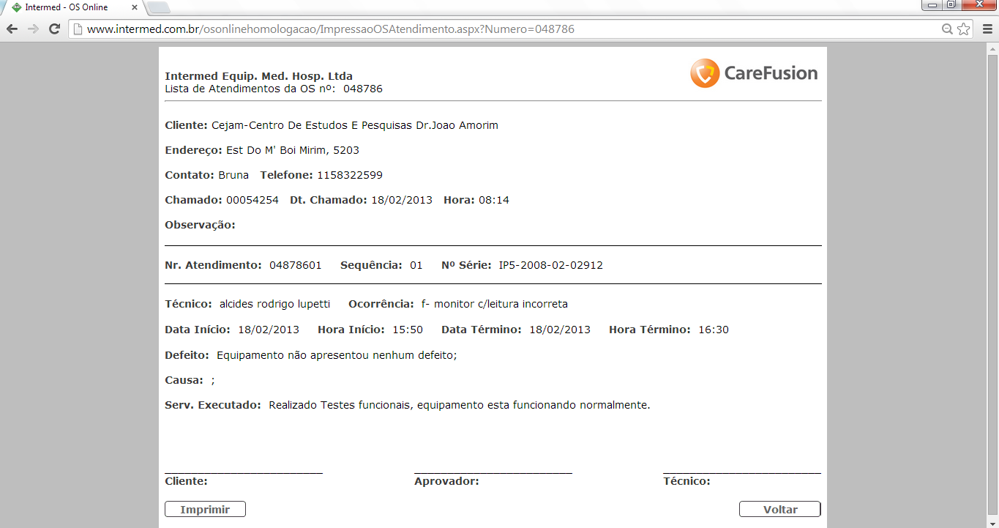 Intermed - OS Online
www.intermed.com.br/osonlinehomologacao/ImpressaoOSAtendimento.aspx?Numero=048786
CareFusion
Intermed Equip. Med. Hosp. Ltda
Lista de Atendimentos da OS nº: 048786
Cliente: Cejam-Centro De Estudos E Pesquisas Dr.Joao Amorim
Endereço: Est Do M' Boi Mirim, 5203
Contato: Bruna Telefone: 1158322599
Chamado: 00054254 Dt. Chamado: 18/02/2013 Hora: 08:14
Observação:
Nr. Atendimento: 04878601 Sequência: 01 Nº Série: IP5-2008-02-02912
Técnico: alcides rodrigo lupetti Ocorrência: f- monitor c/leitura incorreta
Data Início: 18/02/2013 Hora Início: 15:50 Data Término: 18/02/2013 Hora Término: 16:30
Defeito: Equipamento não apresentou nenhum defeito;
Causa: ;
Serv. Executado: Realizado Testes funcionais, equipamento esta funcionando normalmente.
Cliente: Aprovador: Técnico:
Imprimir Voltar